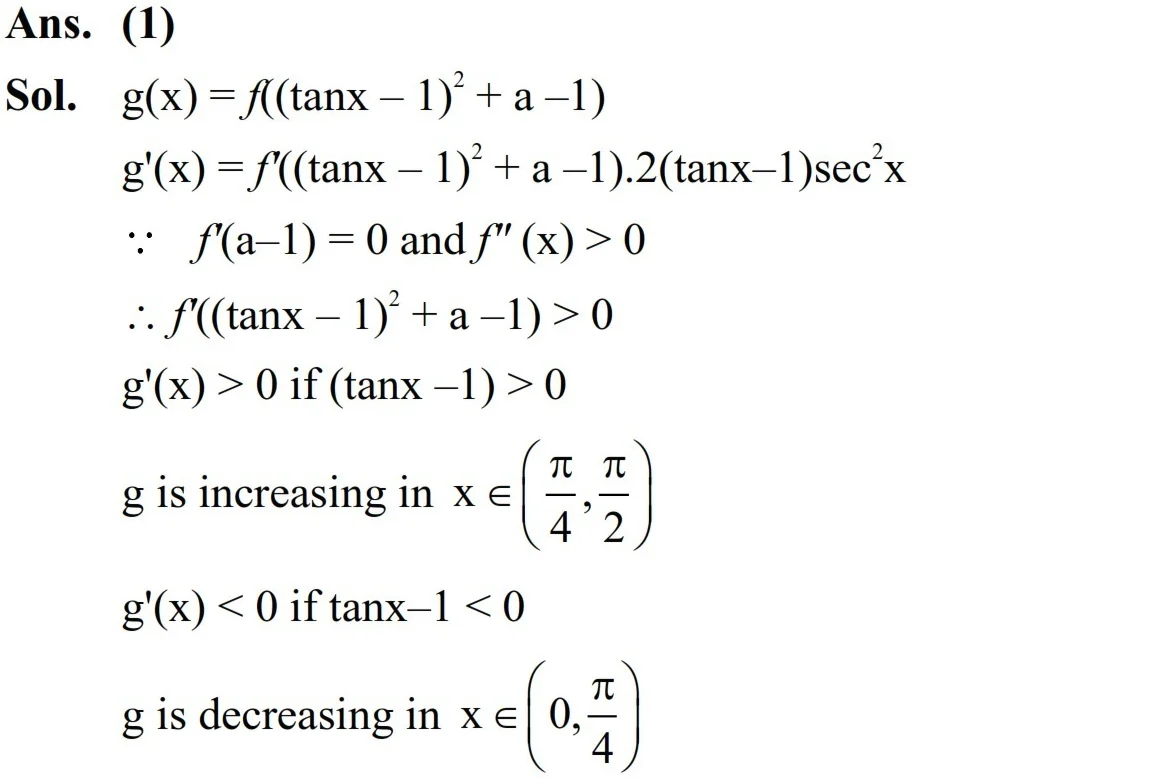 Ans. (1)
Sol. g(x) = f((tanx – 1)² + a –1)
g'(x) = f'((tanx – 1)² + a –1).2(tanx–1)sec²x
∵ f'(a–1) = 0 and f'' (x) > 0
∴ f'((tanx – 1)² + a –1) > 0
g'(x) > 0 if (tanx –1) > 0
g is increasing in x ∈ (π/4, π/2)
g'(x) < 0 if tanx–1 < 0
g is decreasing in x ∈ (0, π/4)